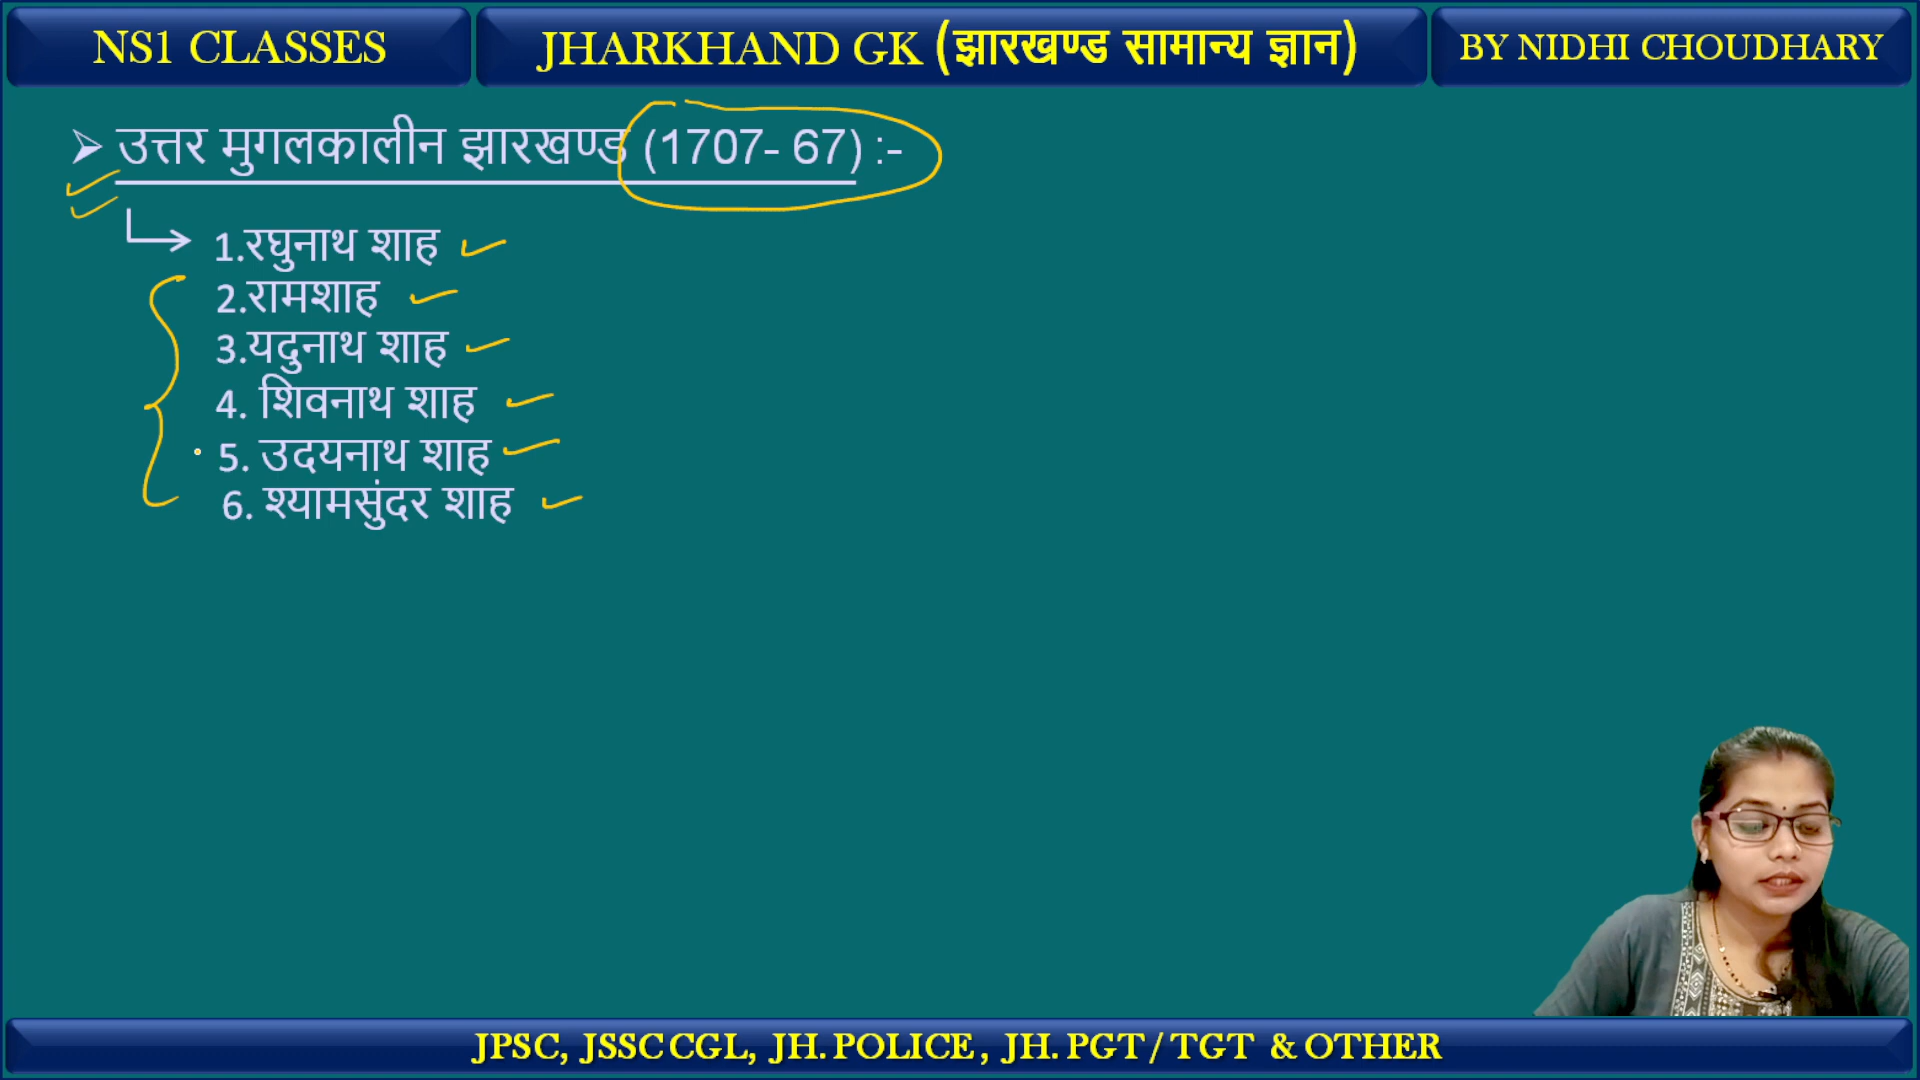 NS1 CLASSES
JHARKHAND GK (झारखण्ड सामान्य ज्ञान)
BY NIDHI CHOUDHARY
➢ उत्तर मुगलकालीन झारखण्ड (1707- 67) :-
1.रघुनाथ शाह
2.रामशाह
3.यदुनाथ शाह
4. शिवनाथ शाह
5. उदयनाथ शाह
6. श्यामसुंदर शाह
JPSC, JSSC CGL, JH. POLICE , JH. PGT / TGT & OTHER